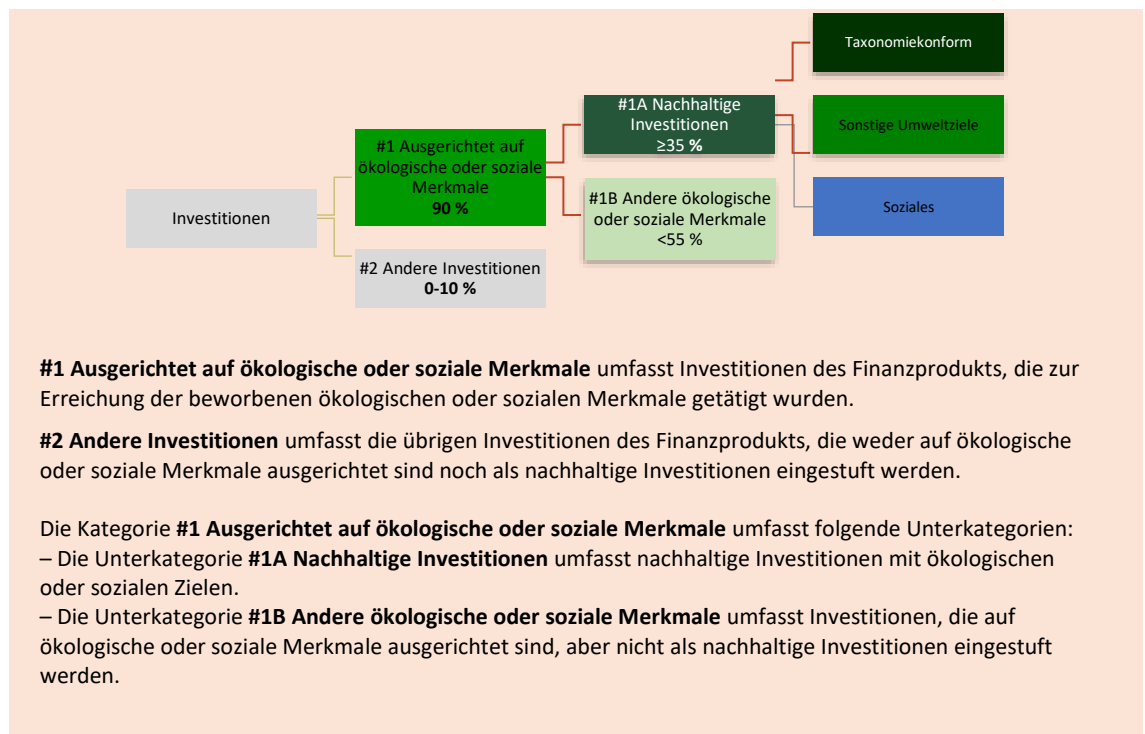 Taxonomiekonform
#1A Nachhaltige
Investitionen
≥35 %
Sonstige Umweltziele
#1 Ausgerichtet auf
ökologische oder soziale
Merkmale
90 %
#1B Andere ökologische
oder soziale Merkmale
<55 %
Soziales
Investitionen
#2 Andere Investitionen
0-10 %
#1 Ausgerichtet auf ökologische oder soziale Merkmale umfasst Investitionen des Finanzprodukts, die zur
Erreichung der beworbenen ökologischen oder sozialen Merkmale getätigt wurden.
#2 Andere Investitionen umfasst die übrigen Investitionen des Finanzprodukts, die weder auf ökologische
oder soziale Merkmale ausgerichtet sind noch als nachhaltige Investitionen eingestuft werden.
Die Kategorie #1 Ausgerichtet auf ökologische oder soziale Merkmale umfasst folgende Unterkategorien:
– Die Unterkategorie #1A Nachhaltige Investitionen umfasst nachhaltige Investitionen mit ökologischen
oder sozialen Zielen.
– Die Unterkategorie #1B Andere ökologische oder soziale Merkmale umfasst Investitionen, die auf
ökologische oder soziale Merkmale ausgerichtet sind, aber nicht als nachhaltige Investitionen eingestuft
werden.